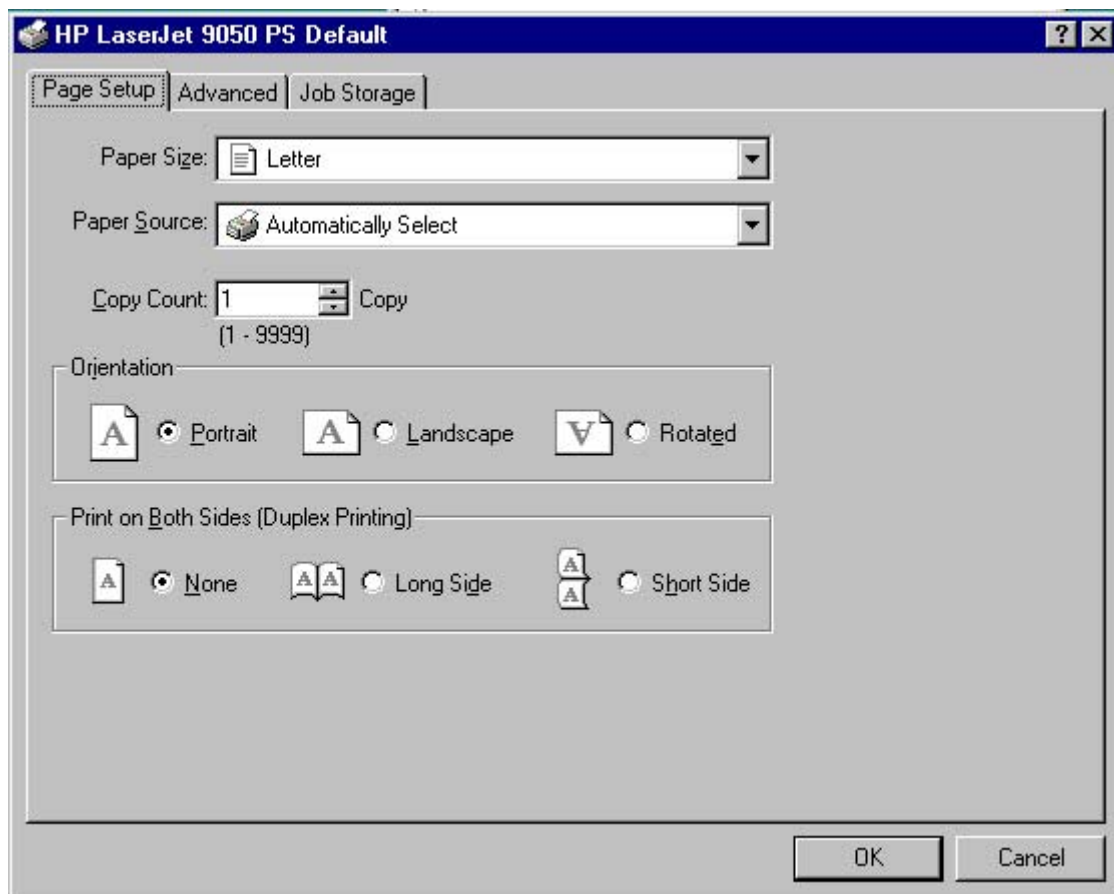 HP LaserJet 9050 PS Default
Page Setup Advanced Job Storage
Paper Size: Letter
Paper Source: Automatically Select
Copy Count: 1 Copy
(1 - 9999)
Orientation
A Portrait A Landscape A Rotated
Print on Both Sides (Duplex Printing)
A None A A Long Side A A Short Side
OK Cancel